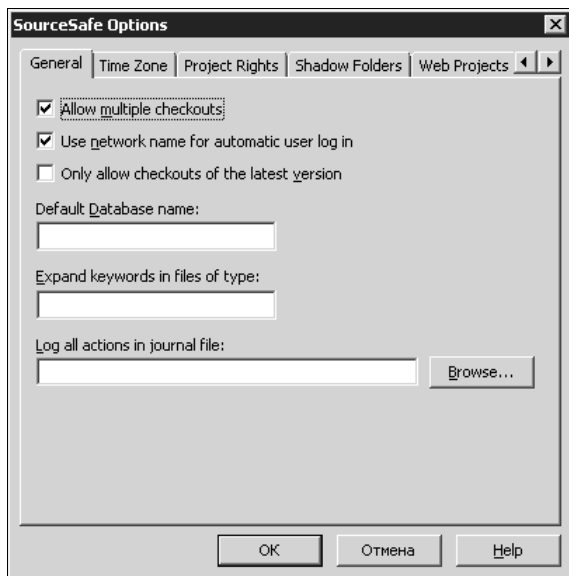 SourceSafe Options
General Time Zone Project Rights Shadow Folders Web Projects
Allow multiple checkouts
Use network name for automatic user log in
Only allow checkouts of the latest version
Default Database name:
Expand keywords in files of type:
Log all actions in journal file:
Browse...
OK Отмена Help